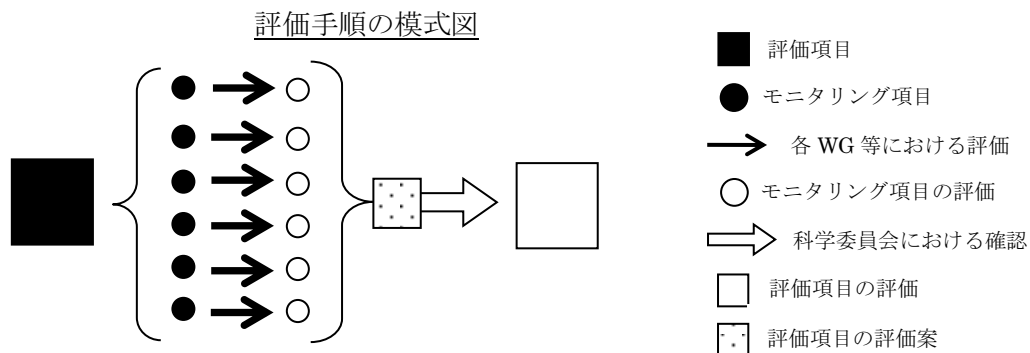 評価手順の模式図
評価項目
モニタリング項目
各 WG 等における評価
モニタリング項目の評価
科学委員会における確認
評価項目の評価
評価項目の評価案